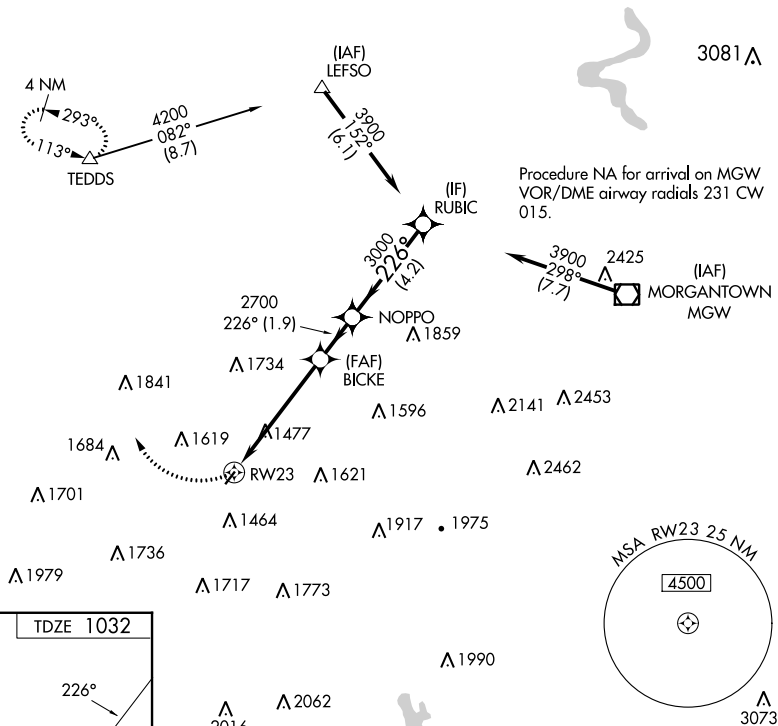 3081
(IAF)
LEFSO
4 NM
293°
113°
TEDDS
4200
082°
(8.7)
3900
152°
(6.1)
Procedure NA for arrival on MGW
VOR/DME airway radials 231 CW
015.
(IF)
RUBIC
3000
226°
(4.2)
3900
298°
(7.7)
2425
(IAF)
MORGANTOWN
MGW
2700
226° (1.9)
NOPPO
1859
(FAF)
BICKE
1734
1841
1596
2141
2453
1684
1619
1477
RW23
1621
2462
1701
1464
1917
1975
1736
1979
1717
1773
MSA RW23 25 NM
4500
TDZE 1032
226°
1990
2016
2062
3073